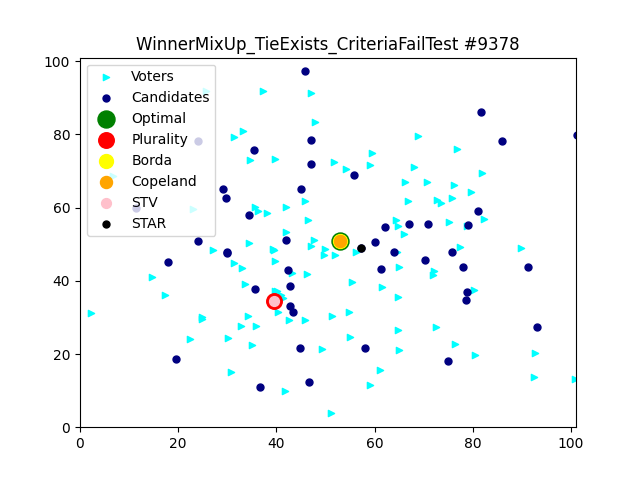 WinnerMixUp_TieExists_CriteriaFailTest #9378
100
80
60
40
20
0
Voters
Candidates
Optimal
Plurality
Borda
Copeland
STV
STAR
0 20 40 60 80 100